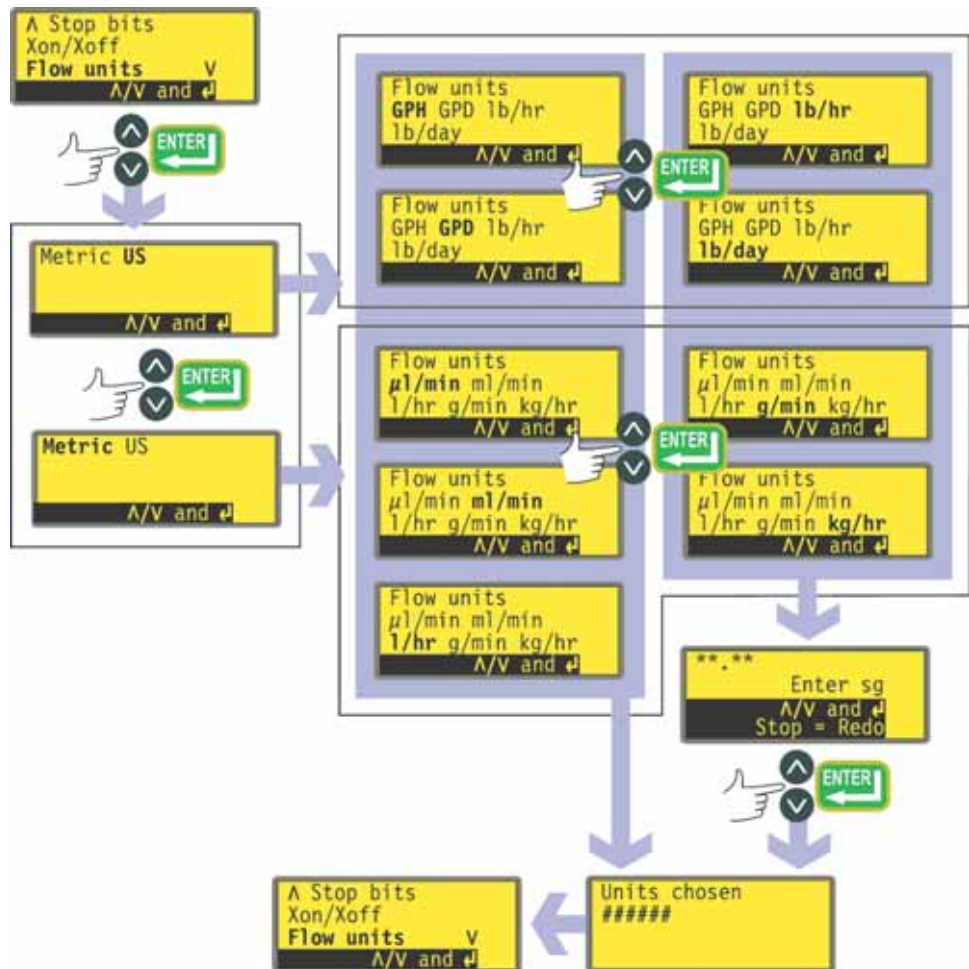 Λ Stop bits
Xon/Xoff
Flow units V
Λ/V and ↲
ENTER
Metric US
Λ/V and ↲
ENTER
Metric US
Λ/V and ↲
Flow units
GPH GPD lb/hr
lb/day
Λ/V and ↲
Flow units
GPH GPD lb/hr
lb/day
Λ/V and ↲
ENTER
Flow units
GPH GPD lb/hr
lb/day
Λ/V and ↲
Flow units
GPH GPD lb/hr
lb/day
Λ/V and ↲
Flow units
µl/min ml/min
l/hr g/min kg/hr
Λ/V and ↲
Flow units
µl/min ml/min
l/hr g/min kg/hr
Λ/V and ↲
ENTER
Flow units
µl/min ml/min
l/hr g/min kg/hr
Λ/V and ↲
Flow units
µl/min ml/min
l/hr g/min kg/hr
Λ/V and ↲
Flow units
µl/min ml/min
l/hr g/min kg/hr
Λ/V and ↲
**.**
Enter sg
Λ/V and ↲
Stop = Redo
ENTER
Units chosen
######
Λ Stop bits
Xon/Xoff
Flow units V
Λ/V and ↲